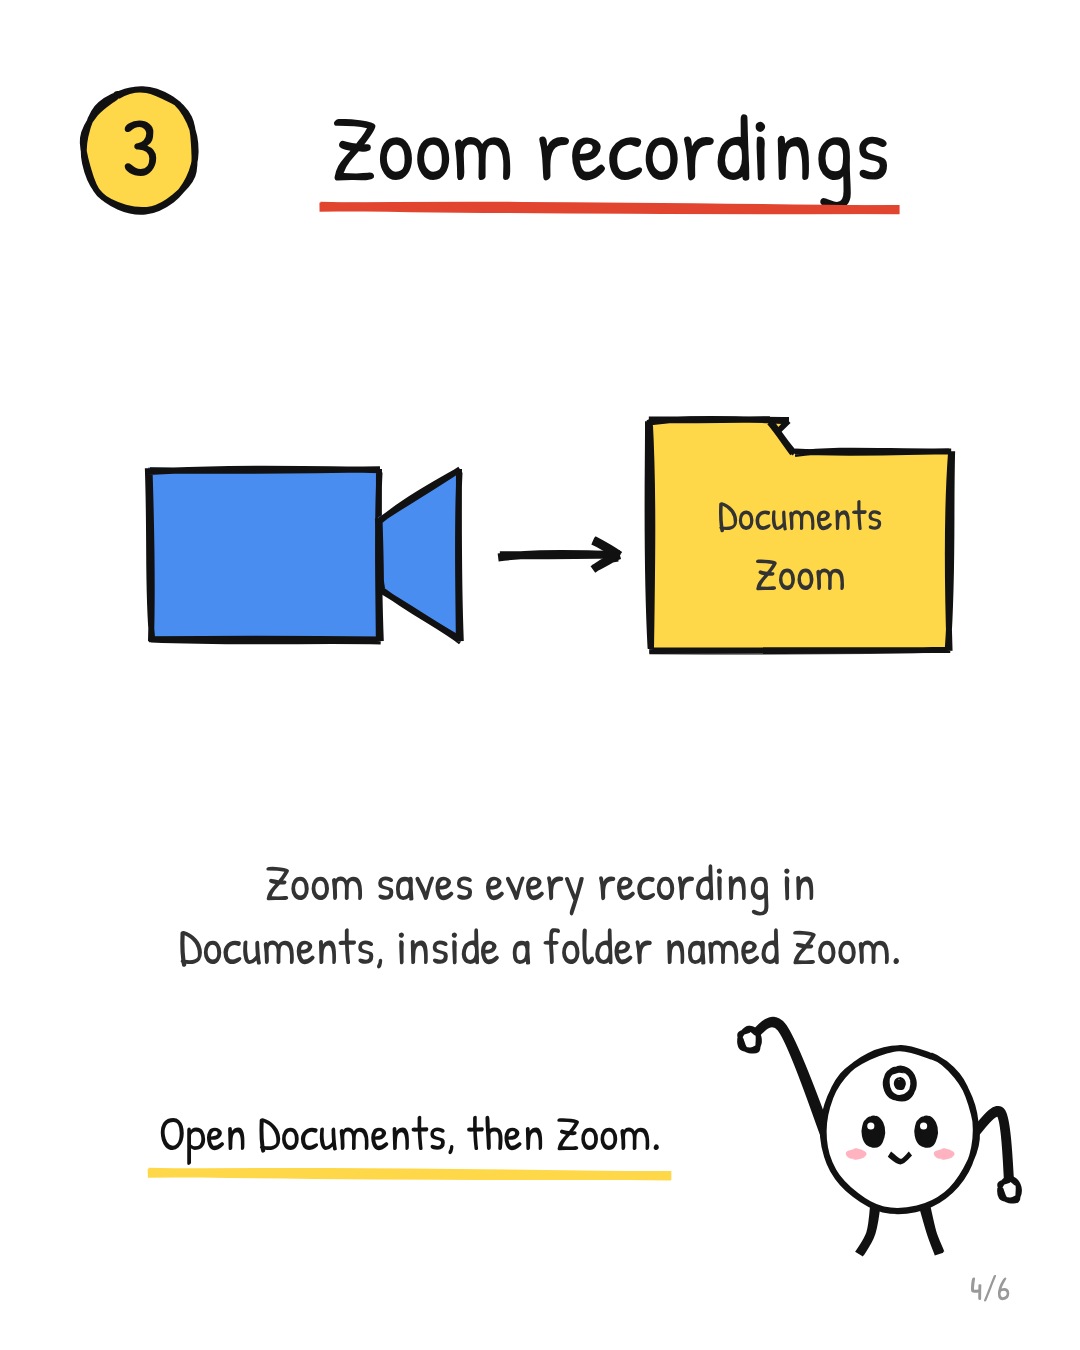 3
Zoom recordings
Documents
Zoom
Zoom saves every recording in
Documents, inside a folder named Zoom.
Open Documents, then Zoom.
4/6